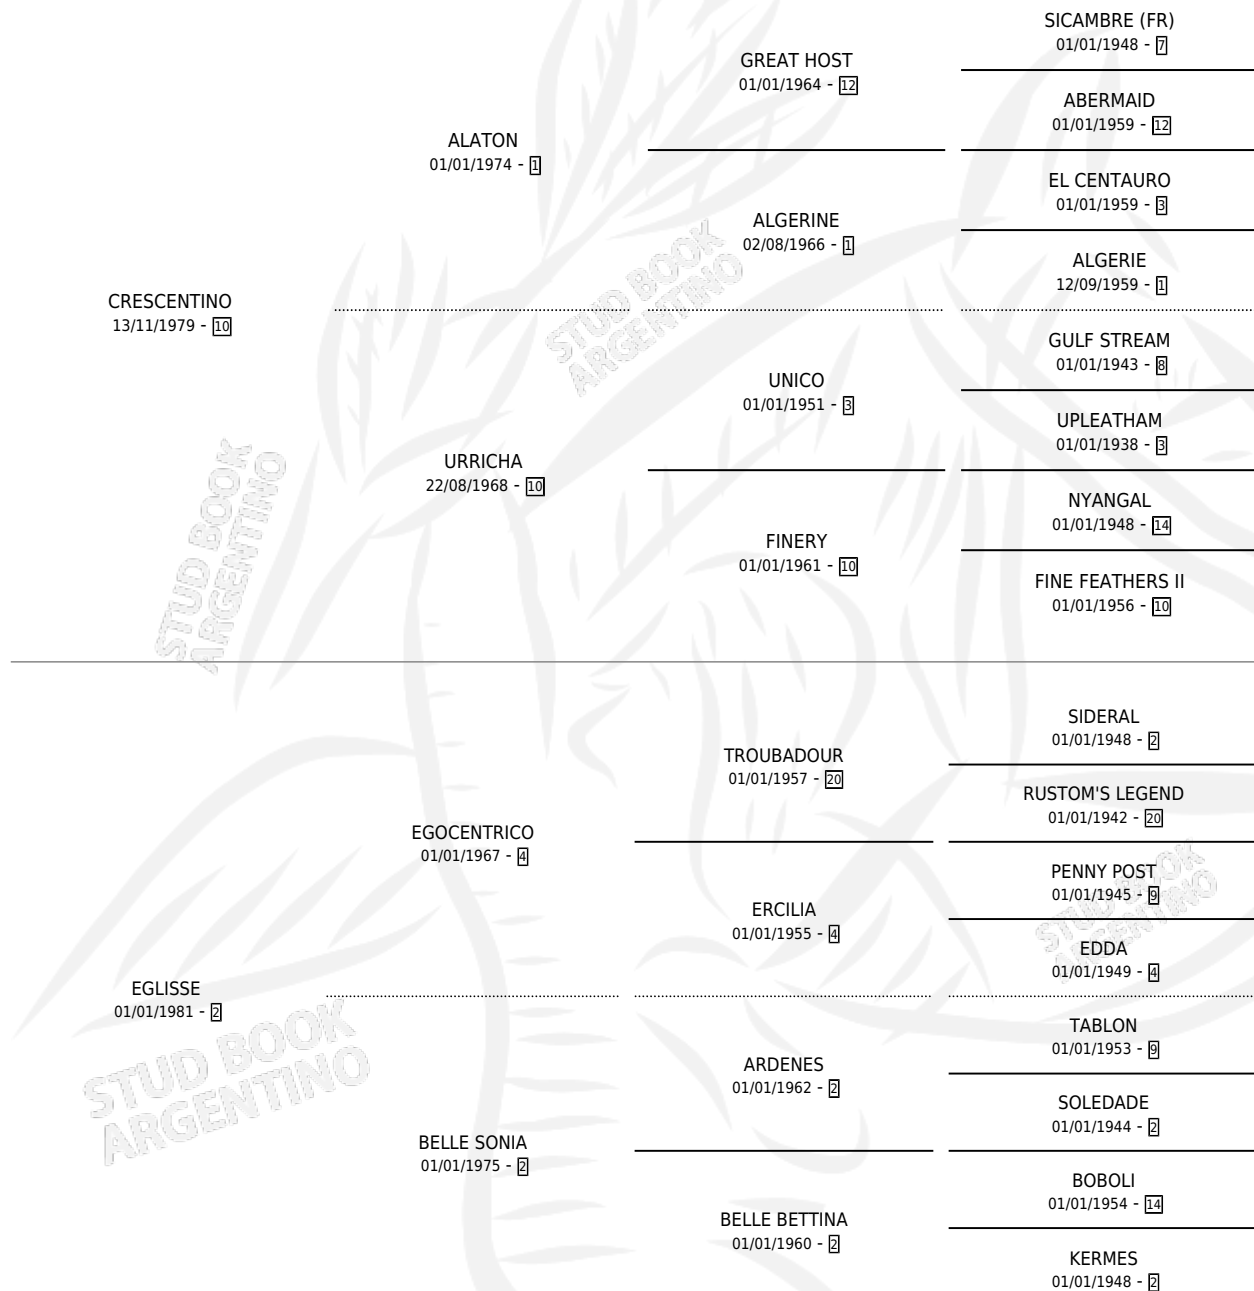 SICAMBRE (FR)
01/01/1948 - 7
GREAT HOST
01/01/1964 - 12
ABERMAID
01/01/1959 - 12
ALATON
01/01/1974 - 1
EL CENTAURO
01/01/1959 - 3
ALGERINE
02/08/1966 - 1
ALGERIE
12/09/1959 - 1
CRESCENTINO
13/11/1979 - 10
GULF STREAM
01/01/1943 - 8
UNICO
01/01/1951 - 3
UPLEATHAM
01/01/1938 - 3
URRICHA
22/08/1968 - 10
NYANGAL
01/01/1948 - 14
FINERY
01/01/1961 - 10
FINE FEATHERS II
01/01/1956 - 10
SIDERAL
01/01/1948 - 2
TROUBADOUR
01/01/1957 - 20
RUSTOM'S LEGEND
01/01/1942 - 20
EGOCENTRICO
01/01/1967 - 4
PENNY POST
01/01/1945 - 9
ERCILIA
01/01/1955 - 4
EDDA
01/01/1949 - 4
EGLISSE
01/01/1981 - 2
TABLON
01/01/1953 - 9
ARDENES
01/01/1962 - 2
SOLEDADE
01/01/1944 - 2
BELLE SONIA
01/01/1975 - 2
BOBOLI
01/01/1954 - 14
BELLE BETTINA
01/01/1960 - 2
KERMES
01/01/1948 - 2
STUD BOOK
ARGENTINO
STUD BOOK
ARGENTINO
STUD BOOK
ARGENTINO
STUD BOOK
ARGENTINO